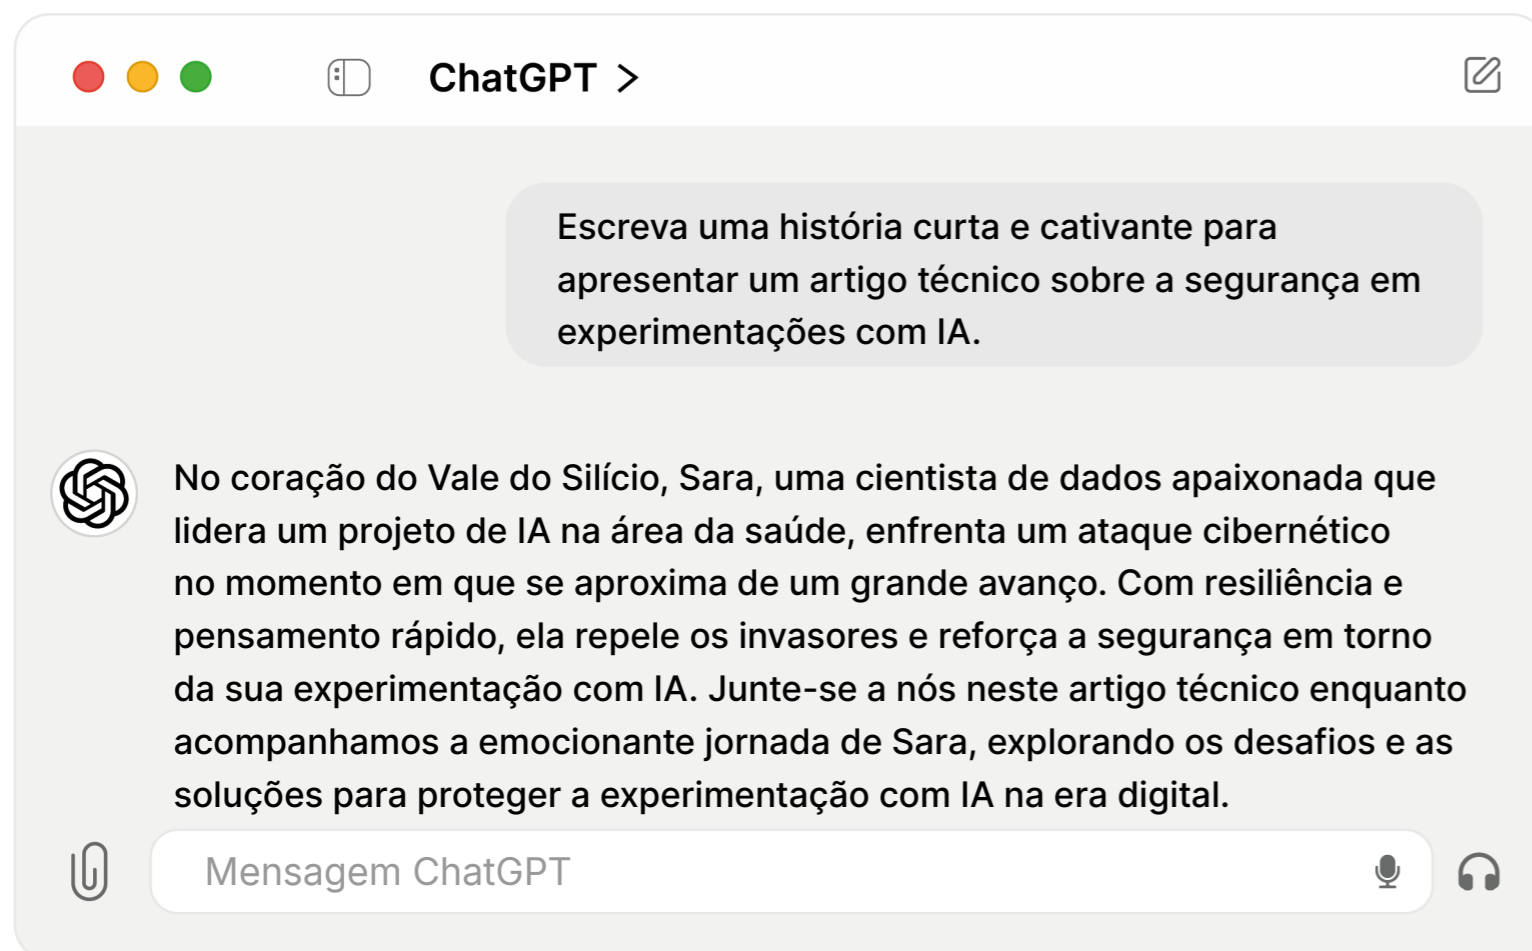 ChatGPT >
Escreva uma história curta e cativante para
apresentar um artigo técnico sobre a segurança em
experimentações com IA.
No coração do Vale do Silício, Sara, uma cientista de dados apaixonada que
lidera um projeto de IA na área da saúde, enfrenta um ataque cibernético
no momento em que se aproxima de um grande avanço. Com resiliência e
pensamento rápido, ela repele os invasores e reforça a segurança em torno
da sua experimentação com IA. Junte-se a nós neste artigo técnico enquanto
acompanhamos a emocionante jornada de Sara, explorando os desafios e as
soluções para proteger a experimentação com IA na era digital.
Mensagem ChatGPT